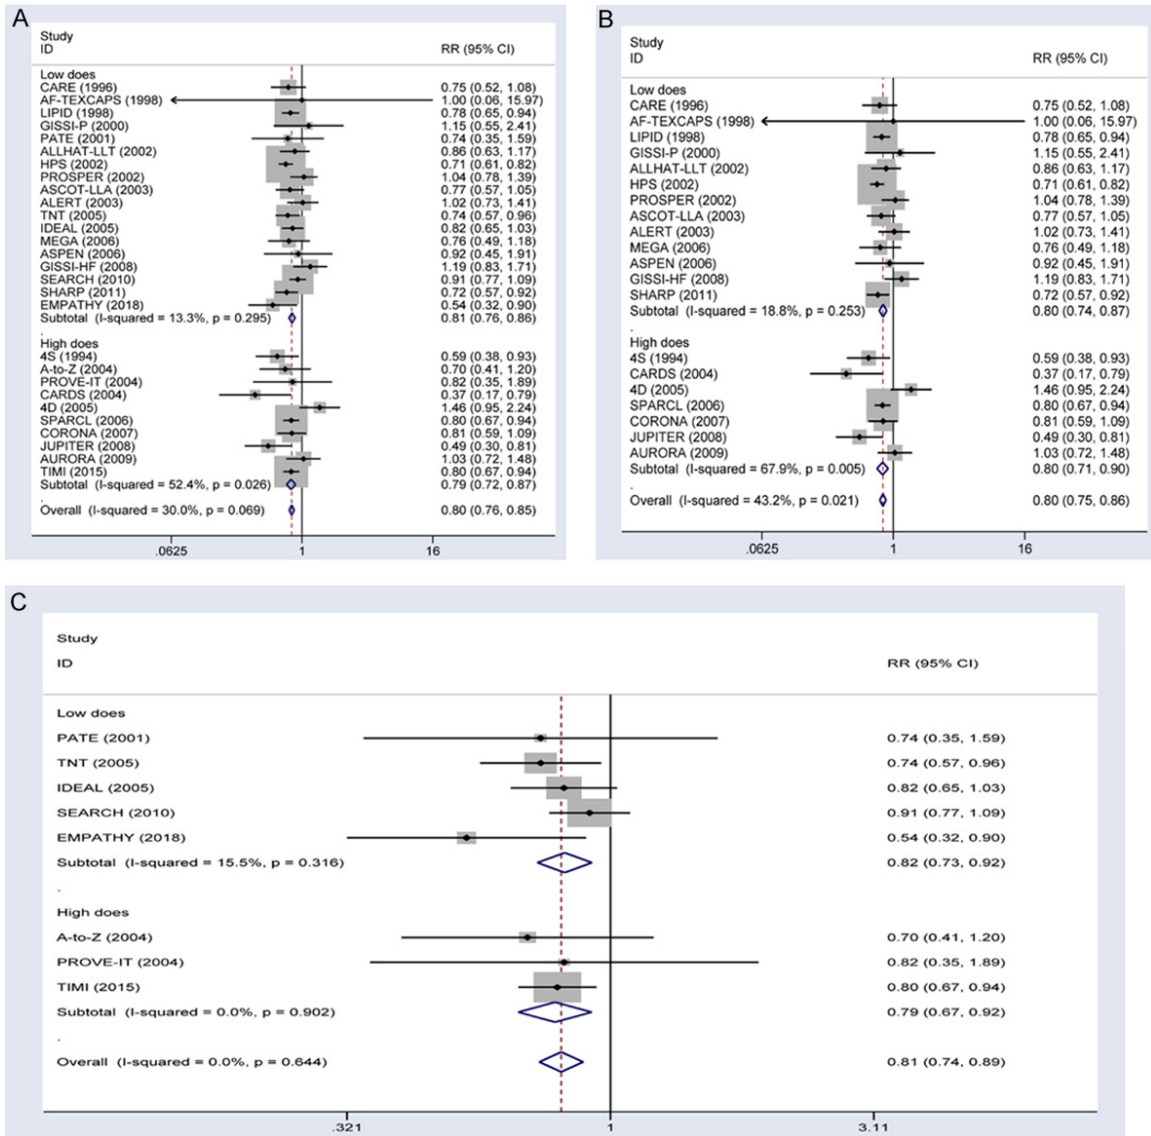 A
Study
ID RR (95% CI)
Low does
CARE (1996) 0.75 (0.52, 1.08)
AF-TEXCAPS (1998) 1.00 (0.06, 15.97)
LIPID (1998) 0.78 (0.65, 0.94)
GISSI-P (2000) 1.15 (0.55, 2.41)
PATE (2001) 0.74 (0.35, 1.59)
ALLHAT-LLT (2002) 0.86 (0.63, 1.17)
HPS (2002) 0.71 (0.61, 0.82)
PROSPER (2002) 1.04 (0.78, 1.39)
ASCOT-LLA (2003) 0.77 (0.57, 1.05)
ALERT (2003) 1.02 (0.73, 1.41)
TNT (2005) 0.74 (0.57, 0.96)
IDEAL (2005) 0.82 (0.65, 1.03)
MEGA (2006) 0.76 (0.49, 1.18)
ASPEN (2006) 0.92 (0.45, 1.91)
GISSI-HF (2008) 1.19 (0.83, 1.71)
SEARCH (2010) 0.91 (0.77, 1.09)
SHARP (2011) 0.72 (0.57, 0.92)
EMPATHY (2018) 0.54 (0.32, 0.90)
Subtotal (I-squared = 13.3%, p = 0.295) 0.81 (0.76, 0.86)
.
High does
4S (1994) 0.59 (0.38, 0.93)
A-to-Z (2004) 0.70 (0.41, 1.20)
PROVE-IT (2004) 0.82 (0.35, 1.89)
CARDS (2004) 0.37 (0.17, 0.79)
4D (2005) 1.46 (0.95, 2.24)
SPARCL (2006) 0.80 (0.67, 0.94)
CORONA (2007) 0.81 (0.59, 1.09)
JUPITER (2008) 0.49 (0.30, 0.81)
AURORA (2009) 1.03 (0.72, 1.48)
TIMI (2015) 0.80 (0.67, 0.94)
Subtotal (I-squared = 52.4%, p = 0.026) 0.79 (0.72, 0.87)
.
Overall (I-squared = 30.0%, p = 0.069) 0.80 (0.76, 0.85)
.0625 1 16
B
Study
ID RR (95% CI)
Low does
CARE (1996) 0.75 (0.52, 1.08)
AF-TEXCAPS (1998) 1.00 (0.06, 15.97)
LIPID (1998) 0.78 (0.65, 0.94)
GISSI-P (2000) 1.15 (0.55, 2.41)
ALLHAT-LLT (2002) 0.86 (0.63, 1.17)
HPS (2002) 0.71 (0.61, 0.82)
PROSPER (2002) 1.04 (0.78, 1.39)
ASCOT-LLA (2003) 0.77 (0.57, 1.05)
ALERT (2003) 1.02 (0.73, 1.41)
MEGA (2006) 0.76 (0.49, 1.18)
ASPEN (2006) 0.92 (0.45, 1.91)
GISSI-HF (2008) 1.19 (0.83, 1.71)
SHARP (2011) 0.72 (0.57, 0.92)
Subtotal (I-squared = 18.8%, p = 0.253) 0.80 (0.74, 0.87)
.
High does
4S (1994) 0.59 (0.38, 0.93)
CARDS (2004) 0.37 (0.17, 0.79)
4D (2005) 1.46 (0.95, 2.24)
SPARCL (2006) 0.80 (0.67, 0.94)
CORONA (2007) 0.81 (0.59, 1.09)
JUPITER (2008) 0.49 (0.30, 0.81)
AURORA (2009) 1.03 (0.72, 1.48)
Subtotal (I-squared = 67.9%, p = 0.005) 0.80 (0.71, 0.90)
.
Overall (I-squared = 43.2%, p = 0.021) 0.80 (0.75, 0.86)
.0625 1 16
C
Study
ID RR (95% CI)
Low does
PATE (2001) 0.74 (0.35, 1.59)
TNT (2005) 0.74 (0.57, 0.96)
IDEAL (2005) 0.82 (0.65, 1.03)
SEARCH (2010) 0.91 (0.77, 1.09)
EMPATHY (2018) 0.54 (0.32, 0.90)
Subtotal (I-squared = 15.5%, p = 0.316) 0.82 (0.73, 0.92)
.
High does
A-to-Z (2004) 0.70 (0.41, 1.20)
PROVE-IT (2004) 0.82 (0.35, 1.89)
TIMI (2015) 0.80 (0.67, 0.94)
Subtotal (I-squared = 0.0%, p = 0.902) 0.79 (0.67, 0.92)
.
Overall (I-squared = 0.0%, p = 0.644) 0.81 (0.74, 0.89)
.321 1 3.11